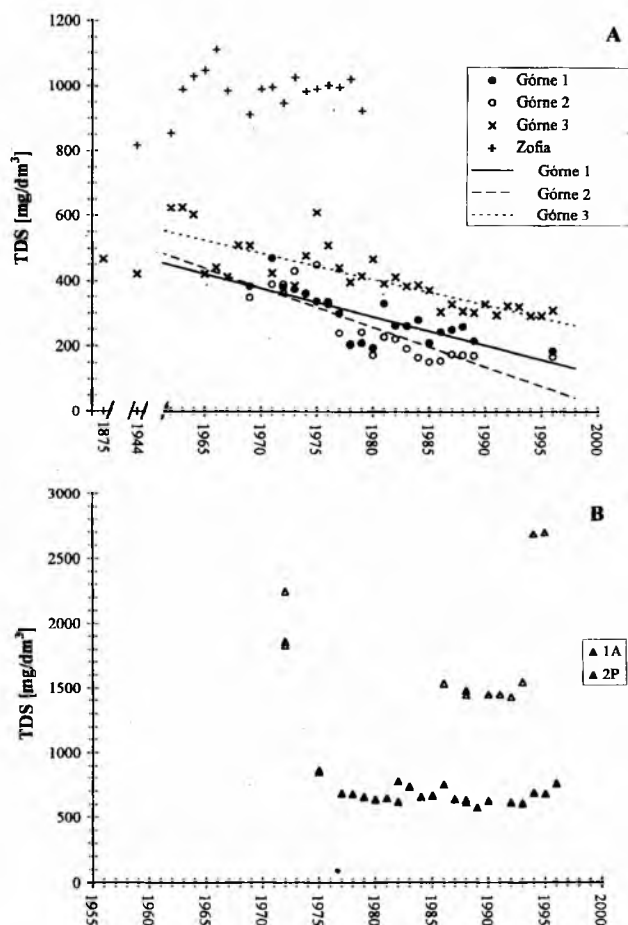 A
TDS [mg/dm³]
1200
1000
800
600
400
200
0
Górne 1
Górne 2
Górne 3
Zofia
Górne 1
Górne 2
Górne 3
1875
1944
1965
1970
1975
1980
1985
1990
1995
2000
B
TDS [mg/dm³]
3000
2500
2000
1500
1000
500
0
1A
2P
1955
1960
1965
1970
1975
1980
1985
1990
1995
2000